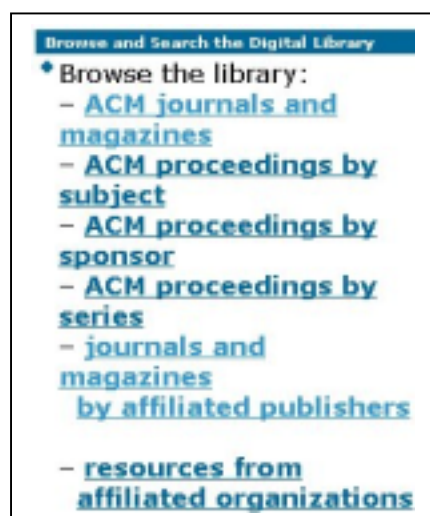 Browse and Search the Digital Library
Browse the library:
– ACM journals and
magazines
– ACM proceedings by
subject
– ACM proceedings by
sponsor
– ACM proceedings by
series
– journals and
magazines
by affiliated publishers
– resources from
affiliated organizations